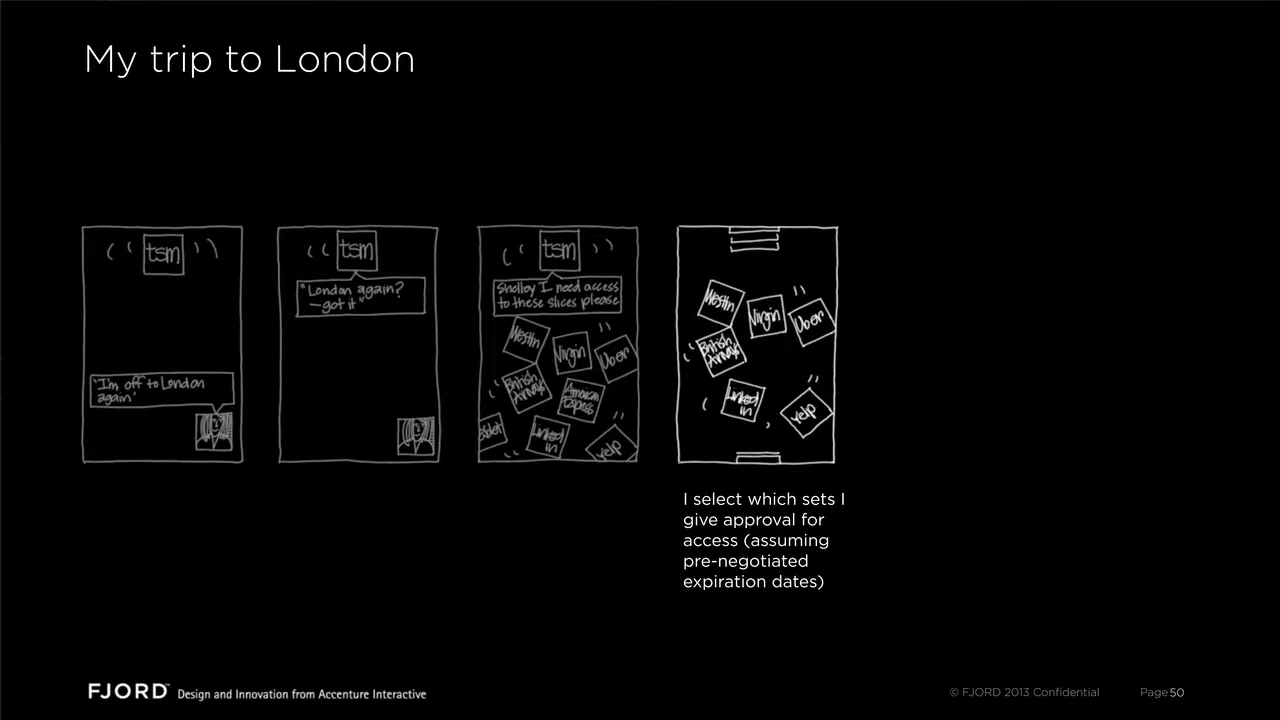 My trip to London
tsm
"I'm off to London
again"
tsm
"London again?
—got it"
tsm
Shelley I need access
to these slices please
Westin
Virgin
Uber
British
Airways
American
Express
Linked
in
yelp
Westin
Virgin
Uber
British
Airways
Linked
in
yelp
I select which sets I
give approval for
access (assuming
pre-negotiated
expiration dates)
FJORD™ Design and Innovation from Accenture Interactive
© FJORD 2013 Confidential
Page 50